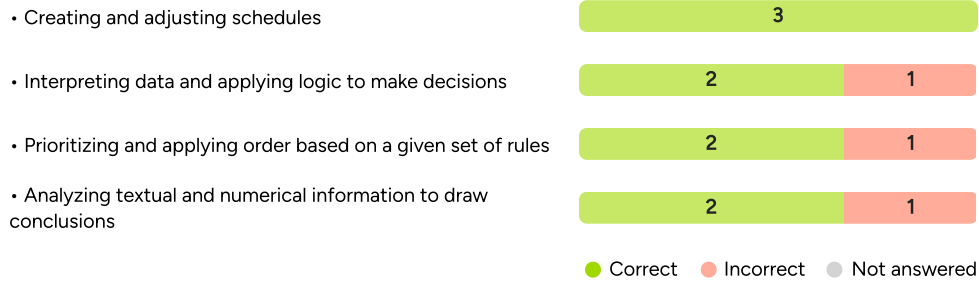 • Creating and adjusting schedules 3
• Interpreting data and applying logic to make decisions 2 1
• Prioritizing and applying order based on a given set of rules 2 1
• Analyzing textual and numerical information to draw
conclusions 2 1
Correct Incorrect Not answered